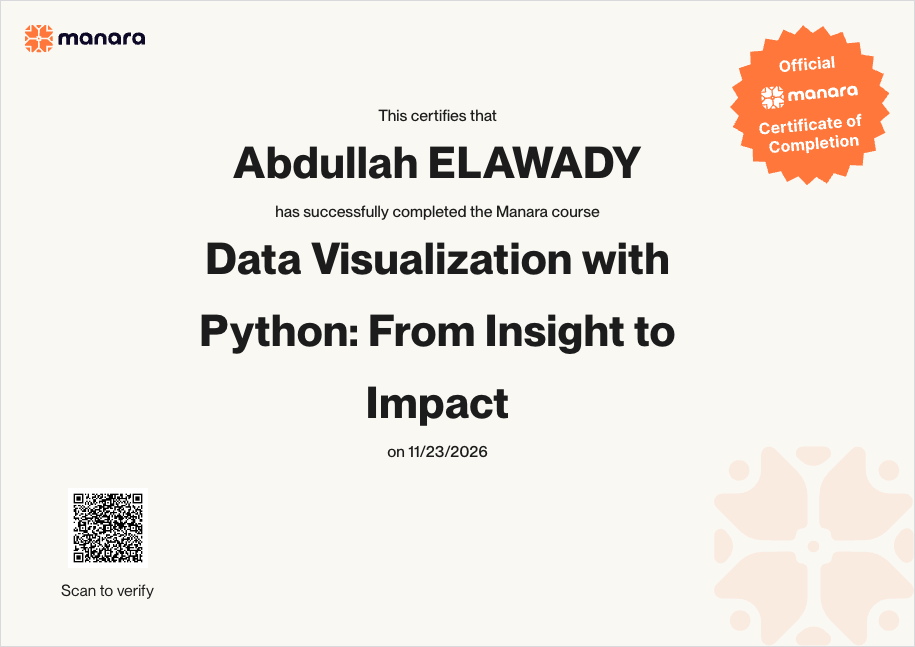 manara
Official
manara
Certificate of
Completion
This certifies that
Abdullah ELAWADY
has successfully completed the Manara course
Data Visualization with
Python: From Insight to
Impact
on 11/23/2026
Scan to verify